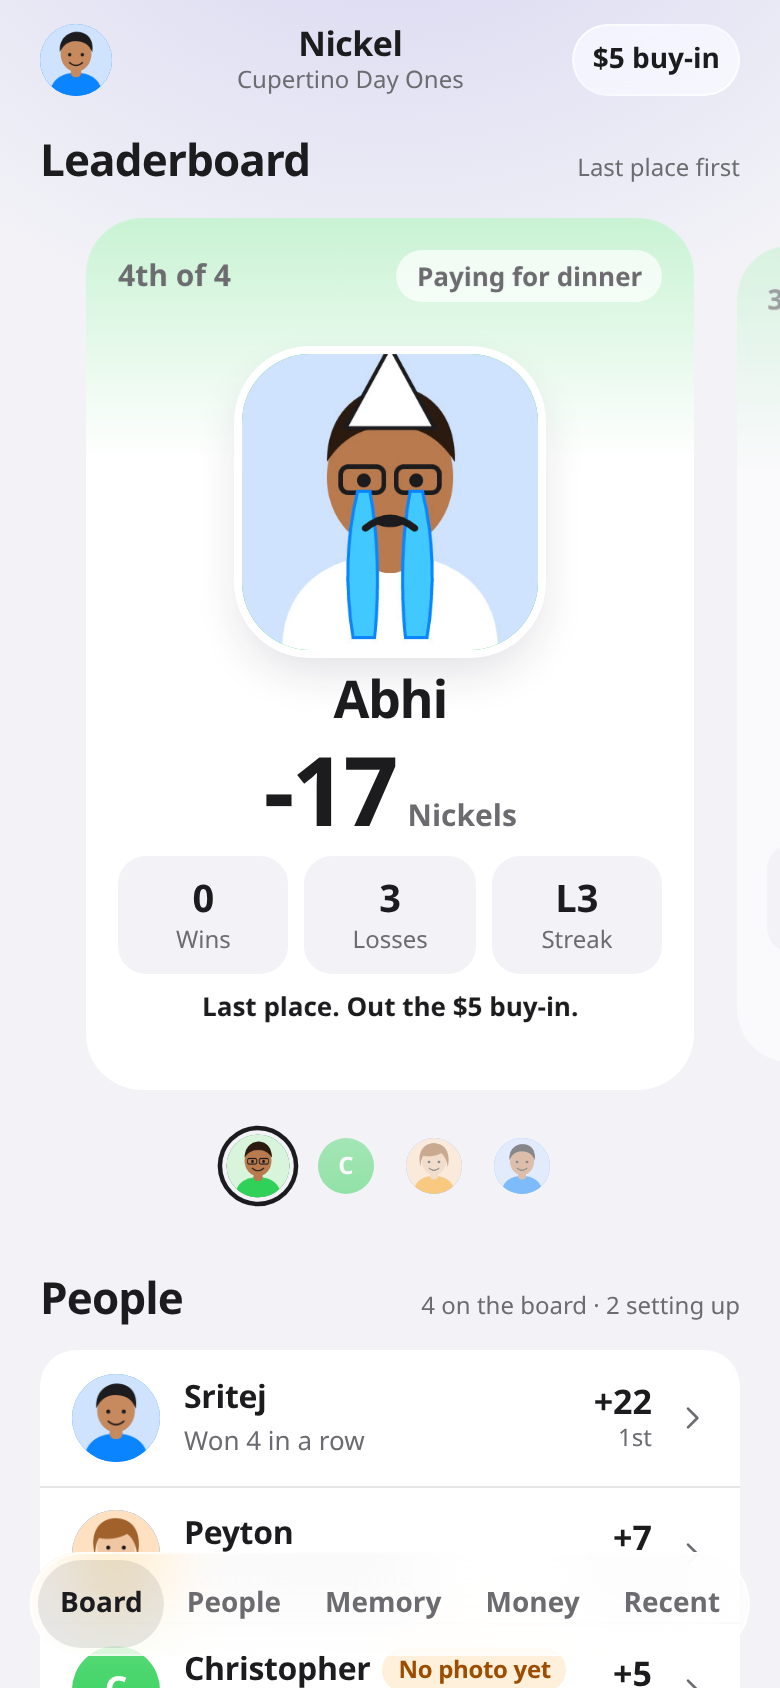 Nickel
Cupertino Day Ones
$5 buy-in
Leaderboard
Last place first
4th of 4
Paying for dinner
3
Abhi
-17 Nickels
0
Wins
3
Losses
L3
Streak
Last place. Out the $5 buy-in.
C
People
4 on the board · 2 setting up
Sritej
Won 4 in a row
+22
1st
Peyton
+7
Board
People
Memory
Money
Recent
C
Christopher
No photo yet
+5